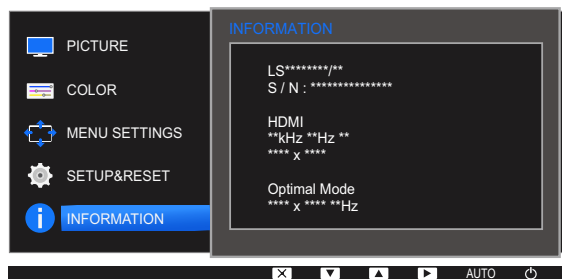 PICTURE
COLOR
MENU SETTINGS
SETUP&RESET
INFORMATION
INFORMATION
LS********/**
S / N : ***************
HDMI
**kHz **Hz **
**** x ****
Optimal Mode
**** x **** **Hz
AUTO